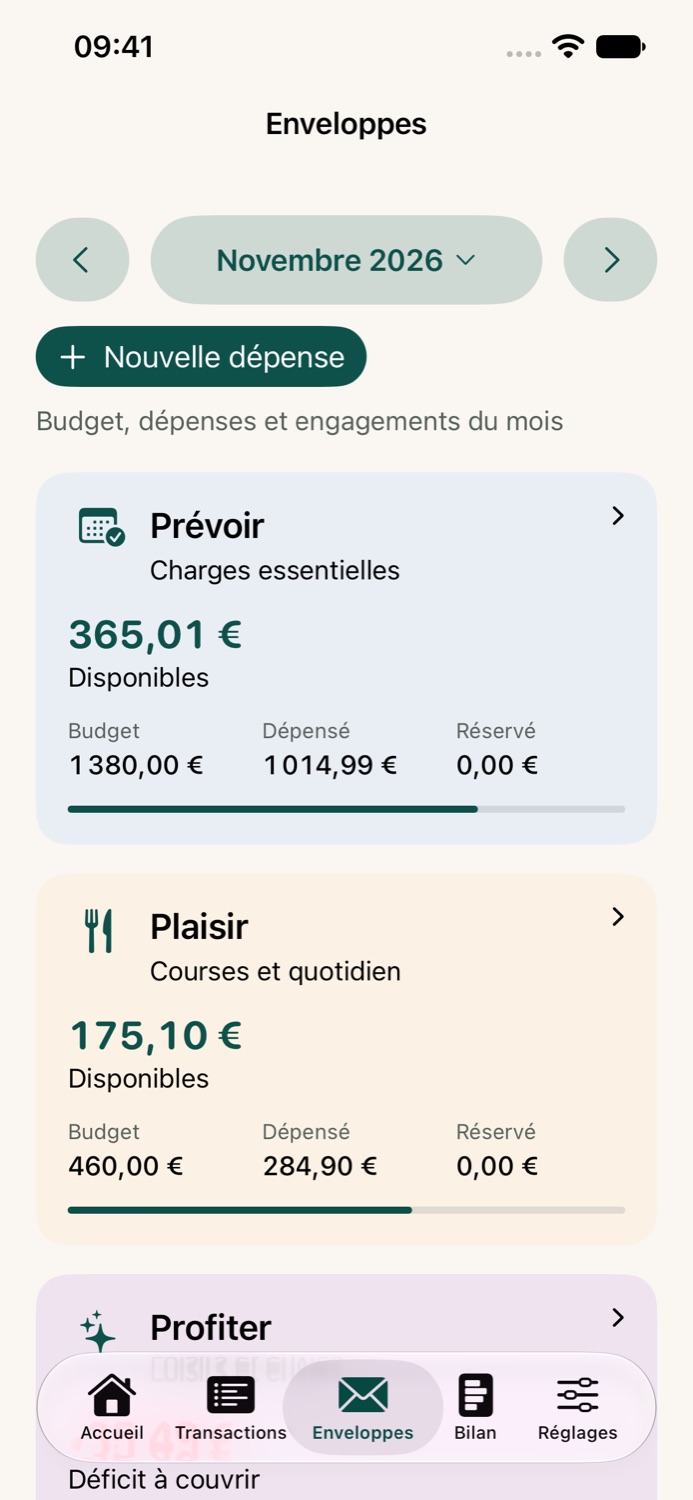 09:41
Enveloppes
Novembre 2026
Nouvelle dépense
Budget, dépenses et engagements du mois
Prévoir
Charges essentielles
365,01 €
Disponibles
Budget Dépensé Réservé
1 380,00 € 1 014,99 € 0,00 €
Plaisir
Courses et quotidien
175,10 €
Disponibles
Budget Dépensé Réservé
460,00 € 284,90 € 0,00 €
Profiter
Accueil Transactions Enveloppes Bilan Réglages
Déficit à couvrir